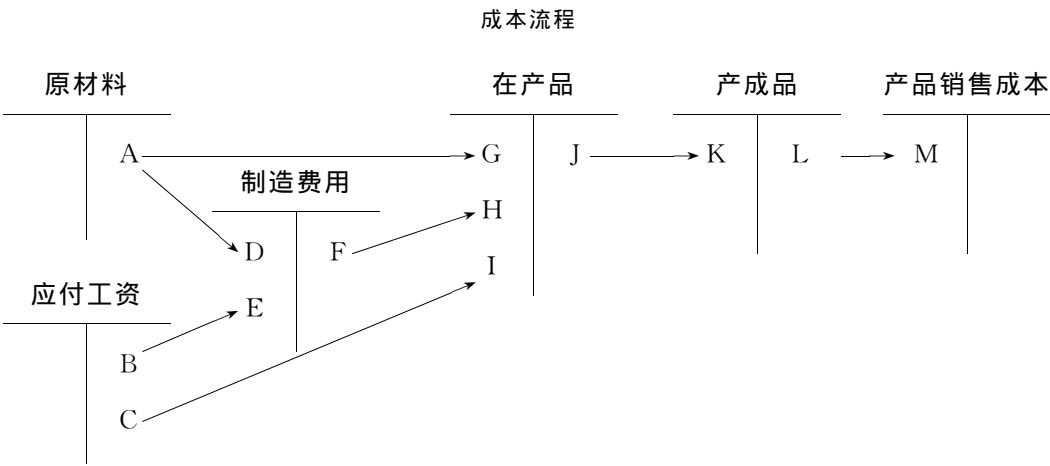 成本流程
原材料 在产品 产成品 产品销售成本
A G J K L M
制造费用
H
D F
I
应付工资
E
B
C